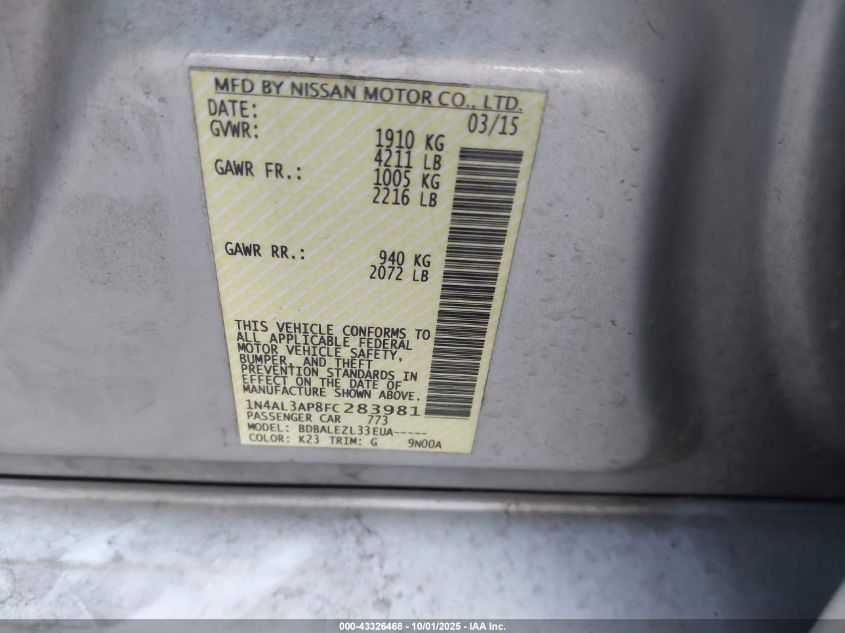 MFD BY NISSAN MOTOR CO., LTD.
DATE: 03/15
GVWR: 1910 KG
4211 LB
GAWR FR.: 1005 KG
2216 LB
GAWR RR.: 940 KG
2072 LB
THIS VEHICLE CONFORMS TO
ALL APPLICABLE FEDERAL
MOTOR VEHICLE SAFETY,
BUMPER, AND THEFT
PREVENTION STANDARDS IN
EFFECT ON THE DATE OF
MANUFACTURE SHOWN ABOVE.
1N4AL3AP8FC283981
PASSENGER CAR 773
MODEL: BDBALEZL33EUA-----
COLOR: K23 TRIM: G 9N00A
000-43326468 - 10/01/2025 - IAA Inc.